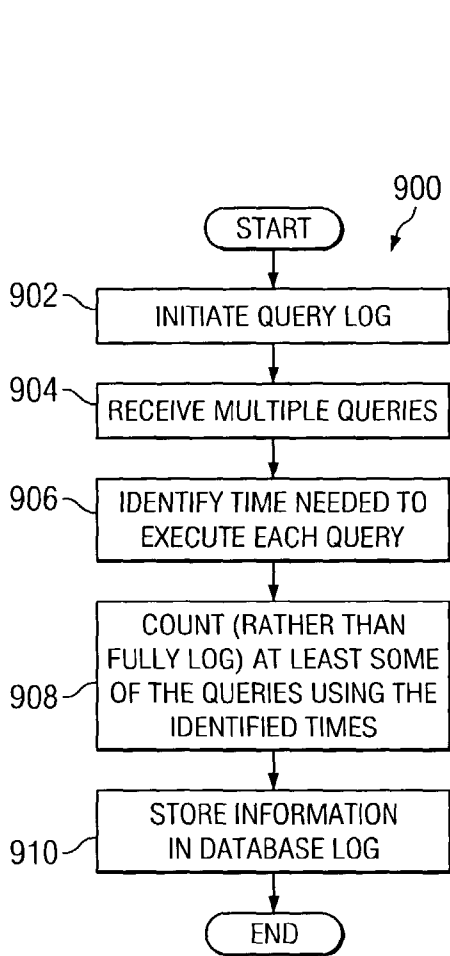 900
START
902
INITIATE QUERY LOG
904
RECEIVE MULTIPLE QUERIES
906
IDENTIFY TIME NEEDED TO
EXECUTE EACH QUERY
COUNT (RATHER THAN
FULLY LOG) AT LEAST SOME
908
OF THE QUERIES USING THE
IDENTIFIED TIMES
STORE INFORMATION
910
IN DATABASE LOG
END